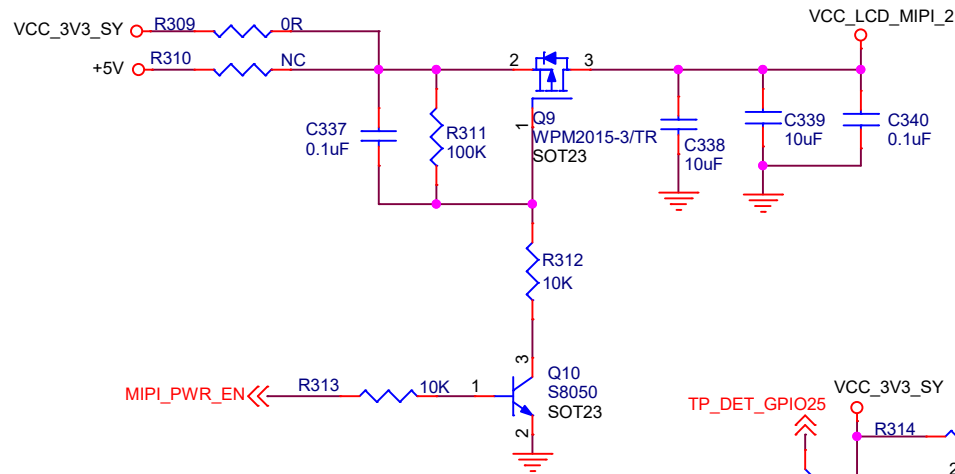 VCC_3V3_SY
R309
0R
VCC_LCD_MIPI_2
+5V
R310
NC
2
3
C337
0.1uF
R311
100K
1
Q9
WPM2015-3/TR
SOT23
C338
10uF
C339
10uF
C340
0.1uF
R312
10K
3
Q10
S8050
SOT23
MIPI_PWR_EN
R313
10K
1
2
TP_DET_GPIO25
VCC_3V3_SY
R314
2